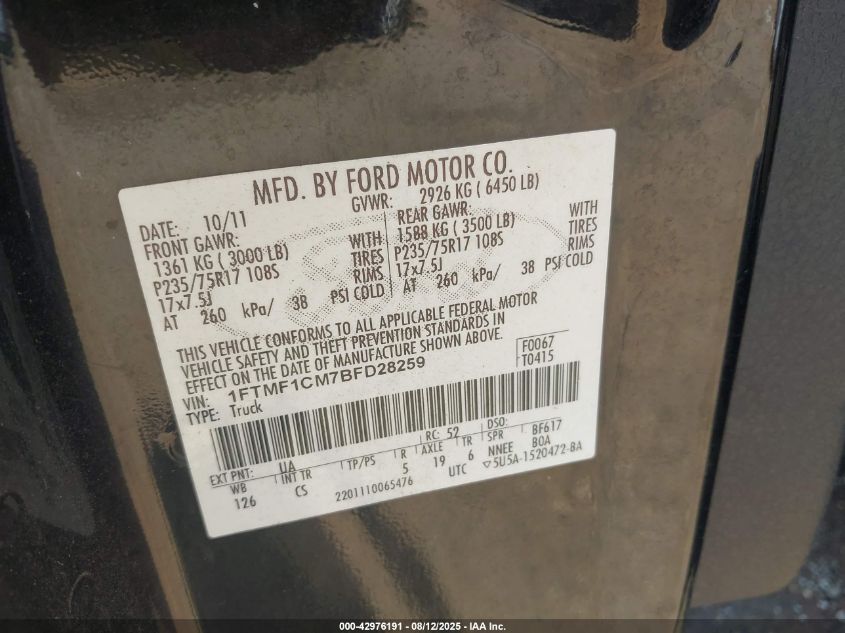 MFD. BY FORD MOTOR CO.
DATE: 10/11 GVWR: 2926 KG ( 6450 LB)
FRONT GAWR: REAR GAWR:
1361 KG ( 3000 LB) WITH 1588 KG ( 3500 LB) WITH
P235/75R17 108S TIRES P235/75R17 108S TIRES
17x7.5J RIMS 17x7.5J RIMS
AT 260 kPa/ 38 PSI COLD AT 260 kPa/ 38 PSI COLD
THIS VEHICLE CONFORMS TO ALL APPLICABLE FEDERAL MOTOR
VEHICLE SAFETY AND THEFT PREVENTION STANDARDS IN
EFFECT ON THE DATE OF MANUFACTURE SHOWN ABOVE.
VIN: 1FTMF1CM7BFD28259 F0067
TYPE: Truck T0415
EXT PNT: UA RC: 52 DSO: BF617
WB INT TR TP/PS R AXLE TR SPR B0A
126 CS 5 19 6 NNEE
2201110065476 UTC ▽5U5A-1520472-BA
000-42976191 - 08/12/2025 - IAA Inc.